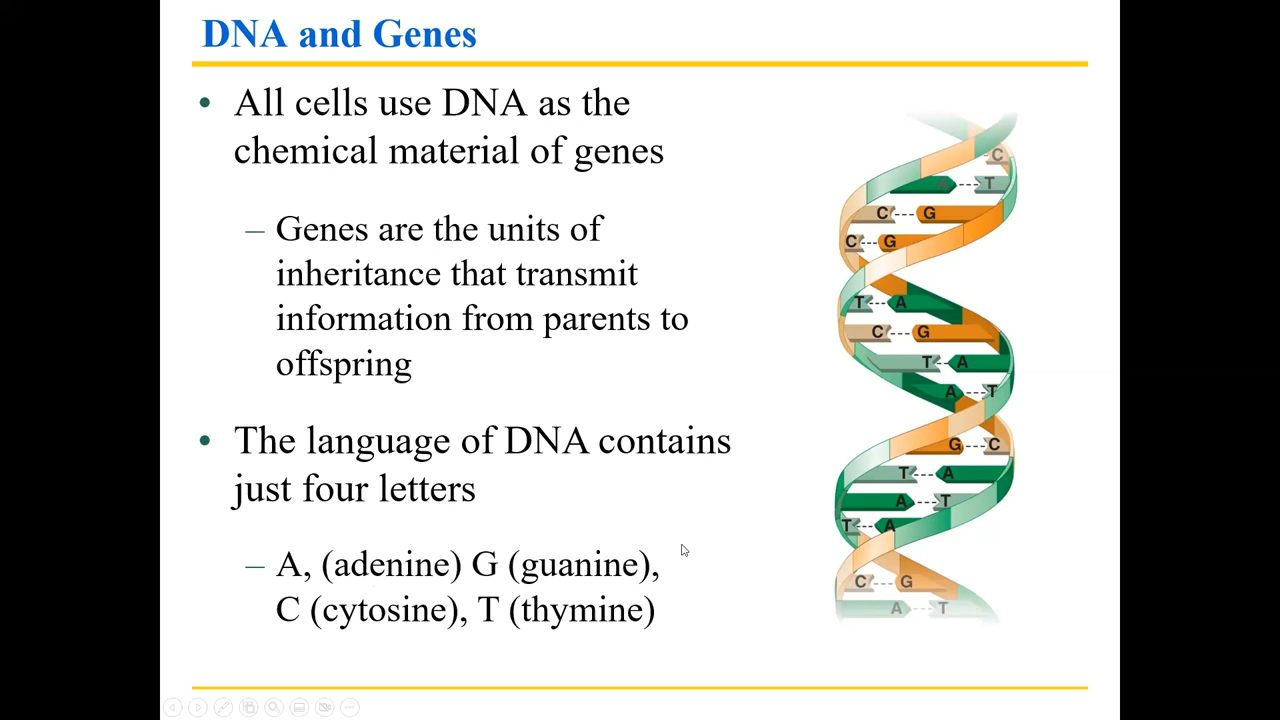 DNA and Genes
• All cells use DNA as the
chemical material of genes
– Genes are the units of
inheritance that transmit
information from parents to
offspring
• The language of DNA contains
just four letters
– A, (adenine) G (guanine),
C (cytosine), T (thymine)
C
A T
C G
C G
T A
C G
T A
A T
G C
T A
A T
T A
C G
A T